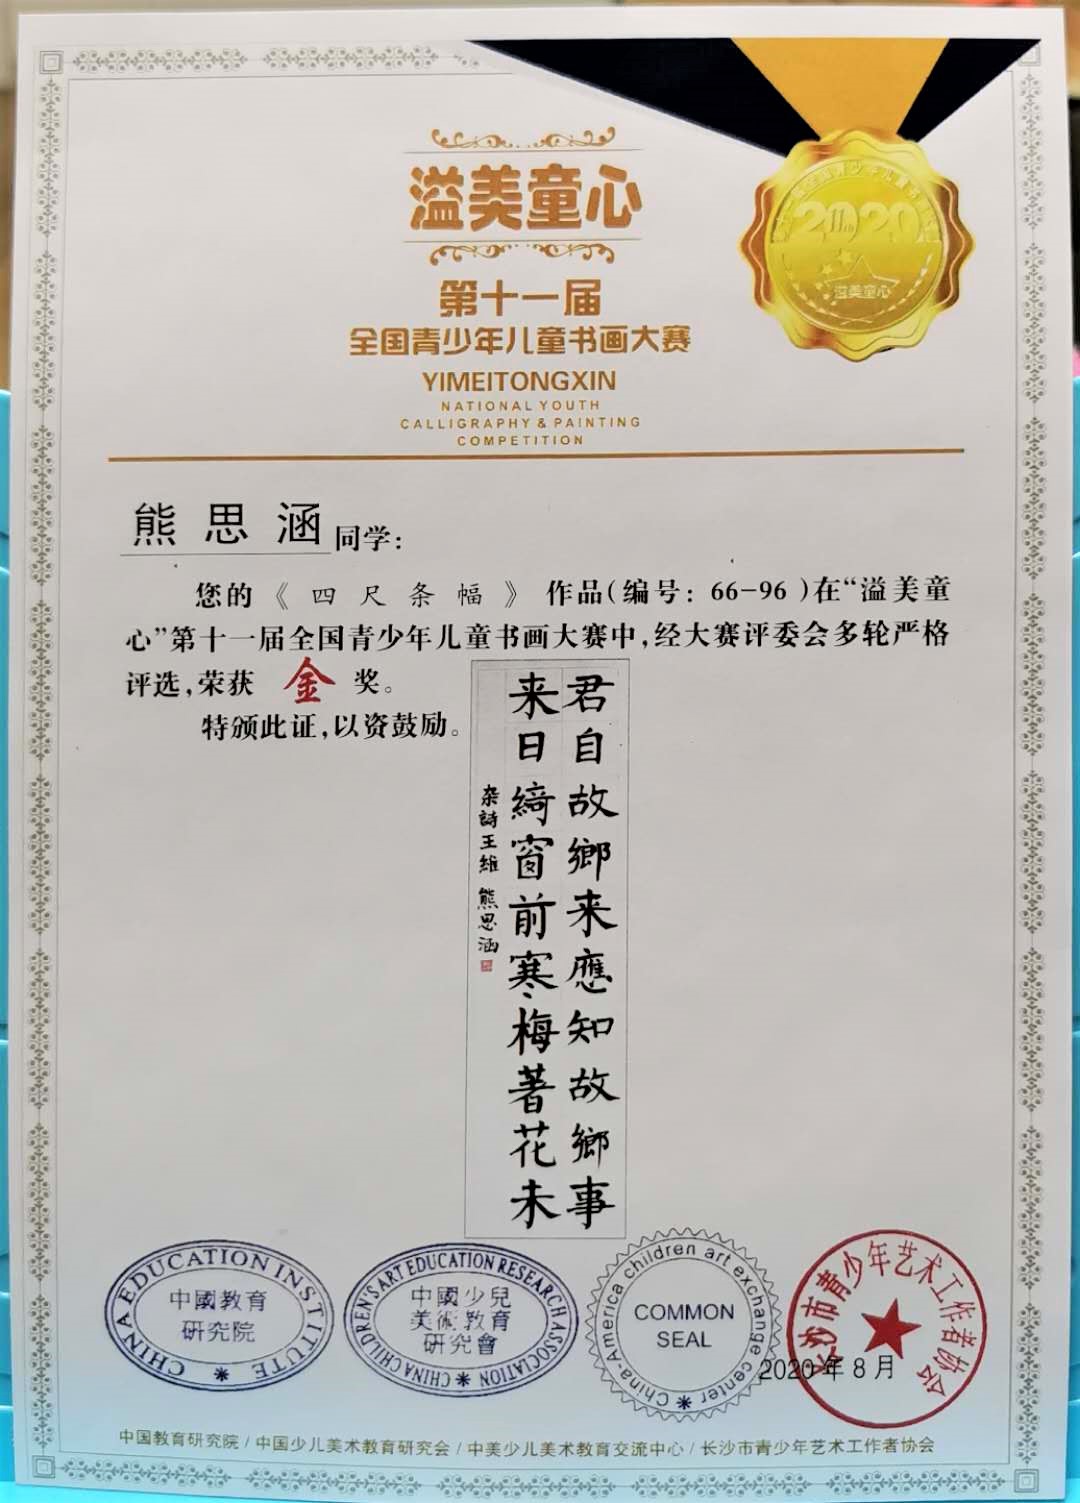 溢美童心
第十一届
全国青少年儿童书画大赛
YIMEITONGXIN
NATIONAL YOUTH
CALLIGRAPHY & PAINTING
COMPETITION
2020
11th
溢美童心
熊思涵同学:
您的《四尺条幅》作品(编号: 66-96)在“溢美童
心”第十一届全国青少年儿童书画大赛中,经大赛评委会多轮严格
评选,荣获 金 奖。
特颁此证,以资鼓励。
君自故鄉来應知故鄉事
来日綺窗前寒梅著花未
杂詩王維 熊思涵
CHINA EDUCATION INSTITUTE
中國教育
研究院
CHINA CHILDREN'S ART EDUCATION RESEARCH ASSOCIATION
中國少兒
美術教育
研究會
China-America children art exchange center
COMMON
SEAL
长沙市青少年艺术工作者协会
2020年8月
中国教育研究院/中国少儿美术教育研究会/中美少儿美术教育交流中心/长沙市青少年艺术工作者协会